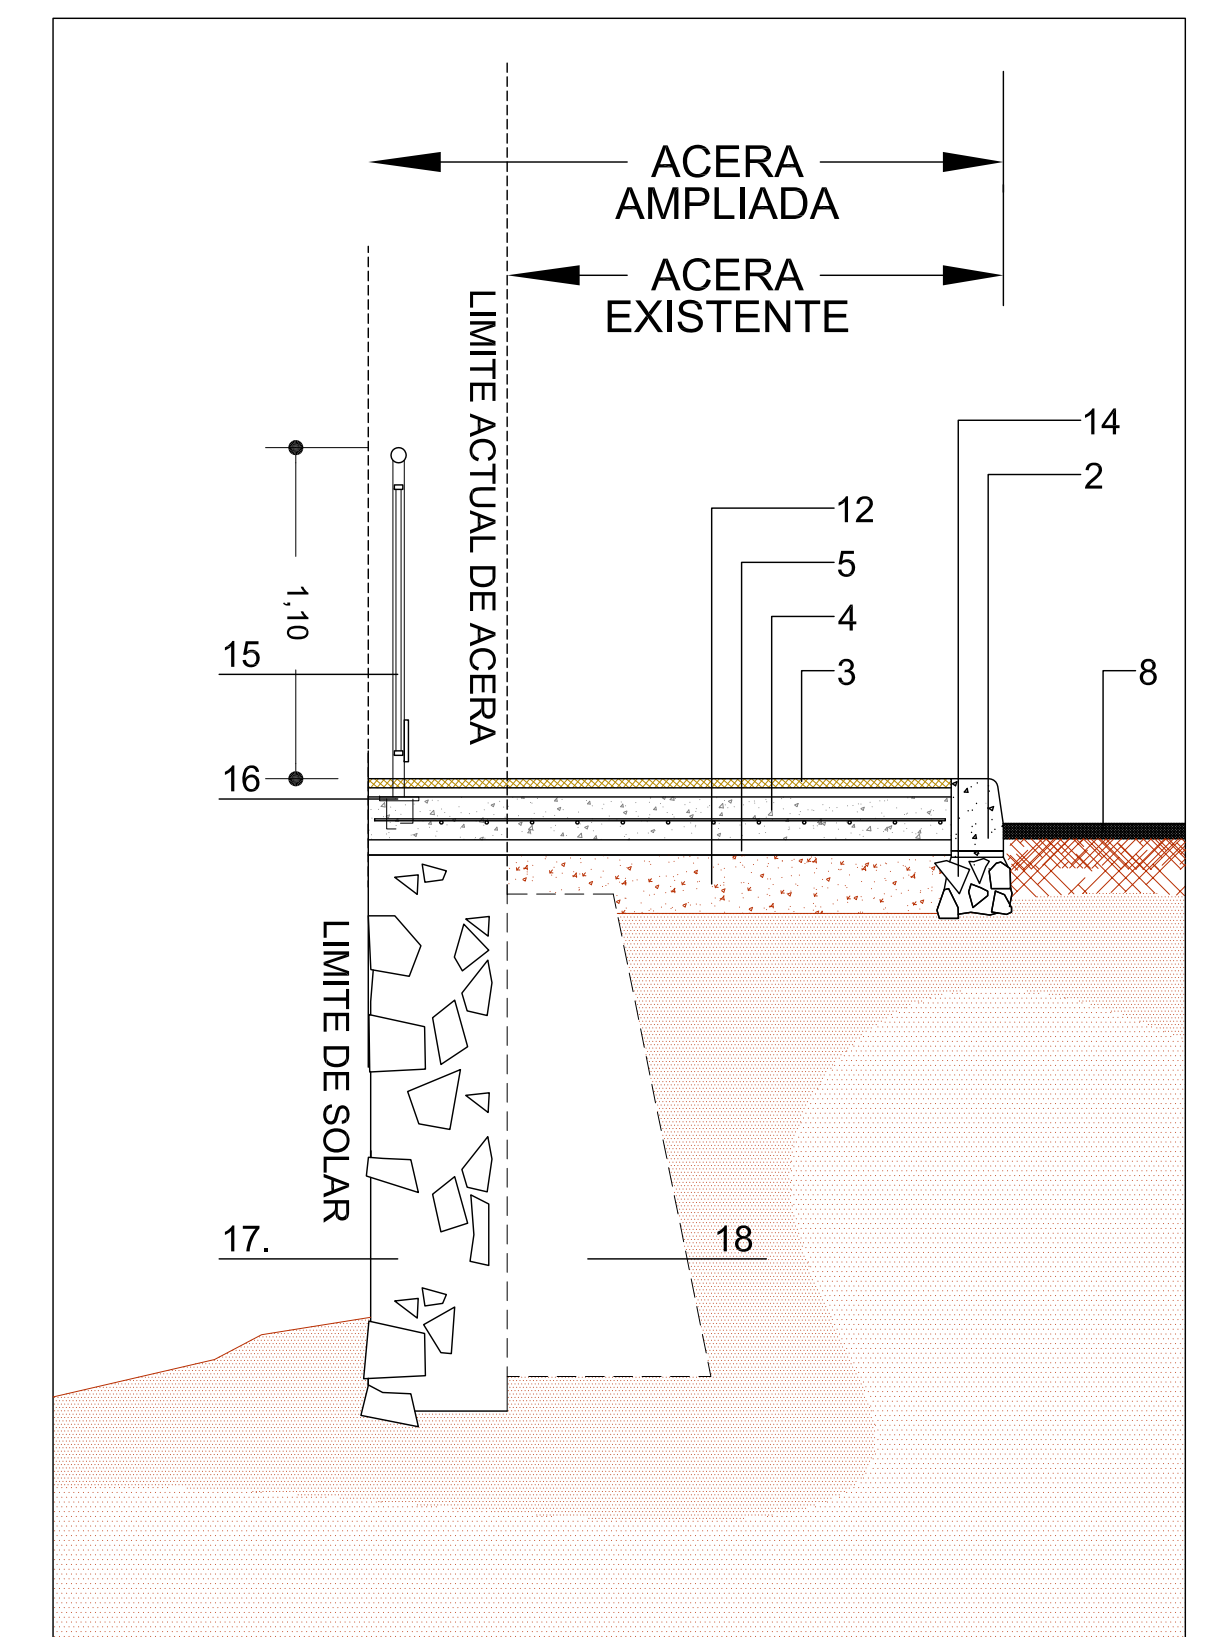 ACERA
AMPLIADA
ACERA
EXISTENTE
LIMITE ACTUAL DE ACERA
14
2
12
5
4
3
8
1,10
15
16
LIMITE DE SOLAR
17.
18